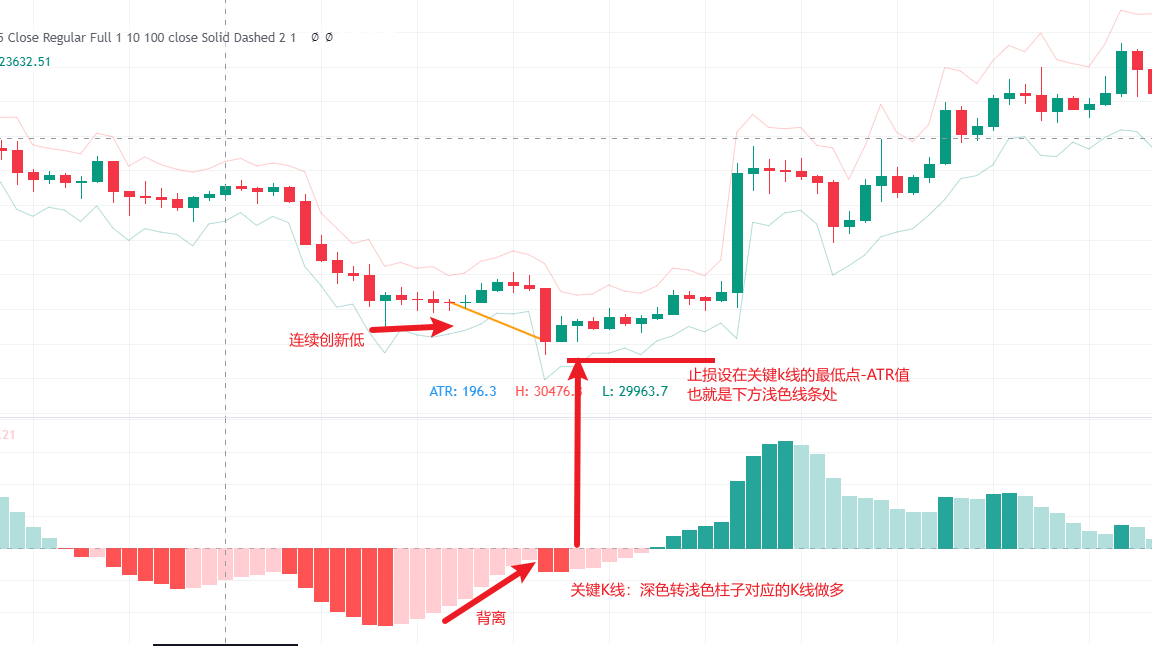 5 Close Regular Full 1 10 100 close Solid Dashed 2 1 Ø Ø
23632.51
连续创新低
止损设在关键k线的最低点-ATR值
也就是下方浅色线条处
ATR: 196.3 H: 30476. L: 29963.7
.21
关键K线：深色转浅色柱子对应的K线做多
背离